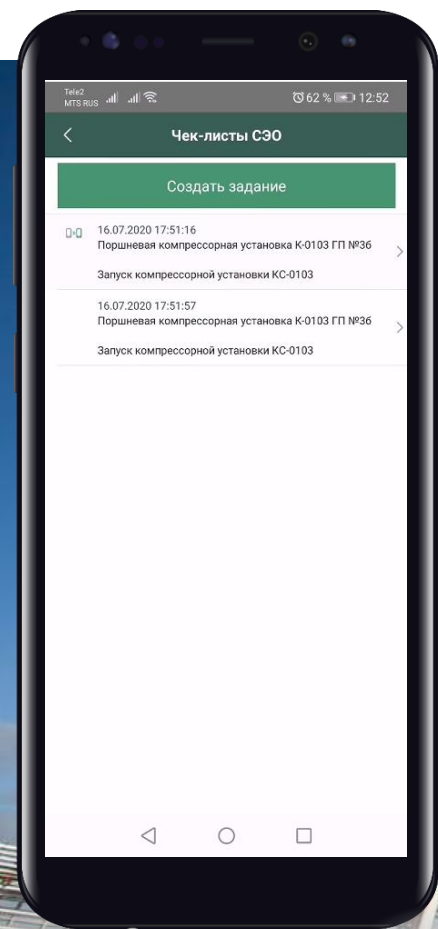 Tele2
MTS RUS
62 % 12:52
Чек-листы СЭО
Создать задание
16.07.2020 17:51:16
Поршневая компрессорная установка К-0103 ГП №3б
Запуск компрессорной установки КС-0103
16.07.2020 17:51:57
Поршневая компрессорная установка К-0103 ГП №3б
Запуск компрессорной установки КС-0103